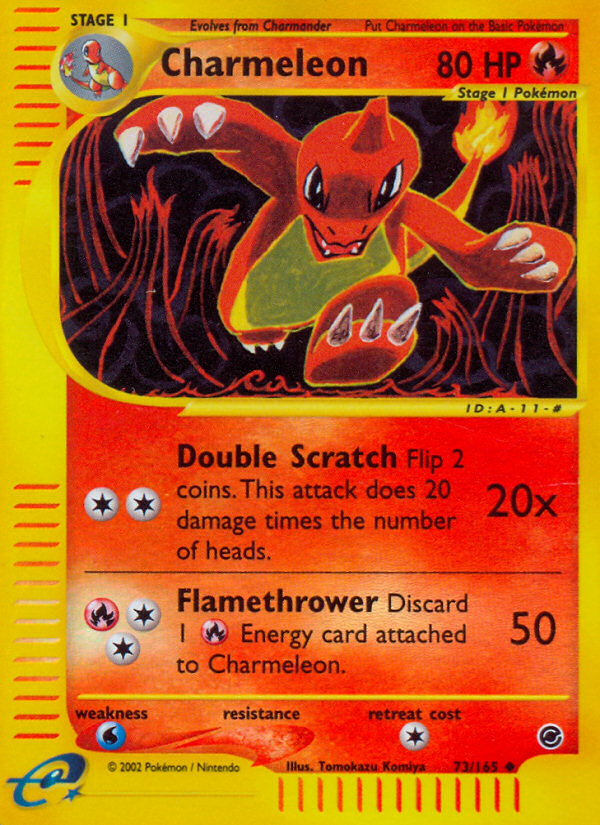 STAGE 1
Evolves from Charmander
Put Charmeleon on the Basic Pokémon
Charmeleon
80 HP
Stage 1 Pokémon
ID:A-11-#
Double Scratch Flip 2
coins. This attack does 20
damage times the number
of heads.
20x
Flamethrower Discard
1 Energy card attached
to Charmeleon.
50
weakness
resistance
retreat cost
© 2002 Pokémon / Nintendo
Illus. Tomokazu Komiya
73/165
e